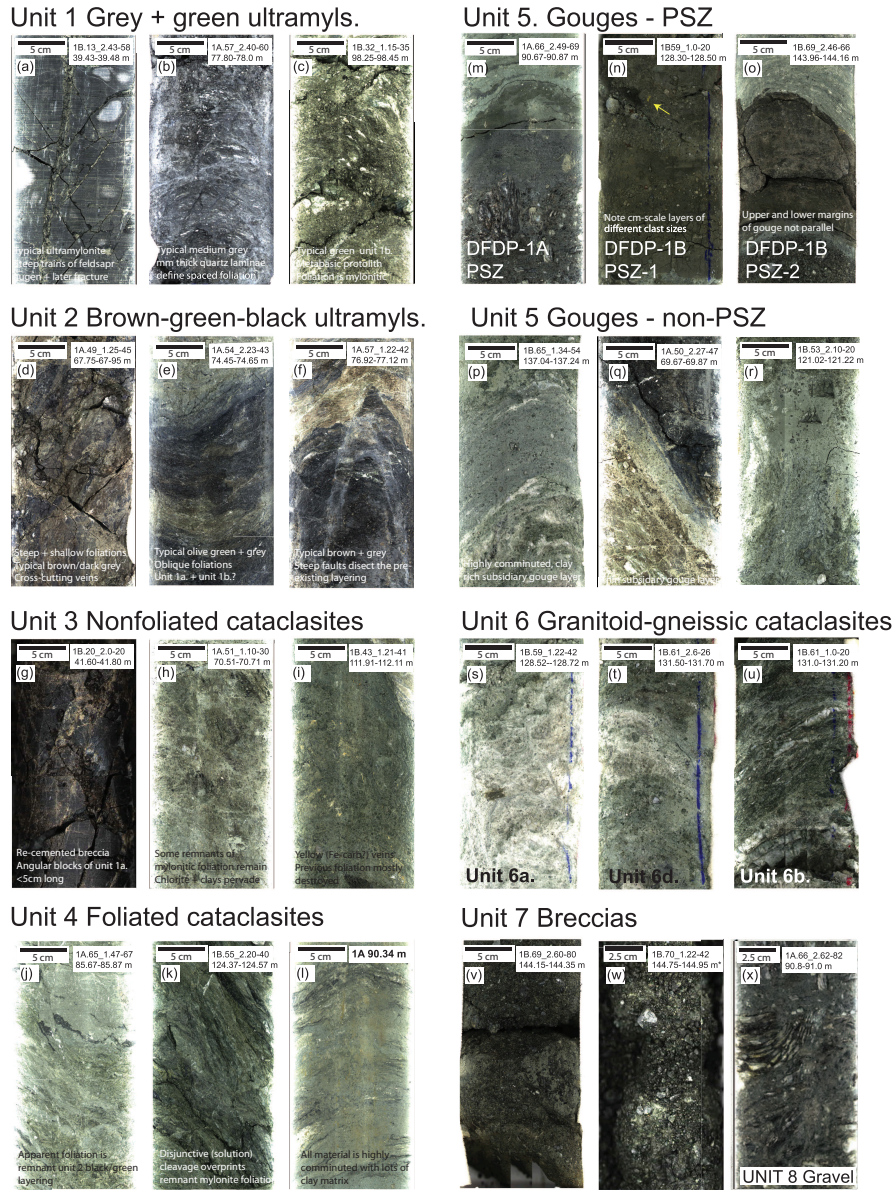 Unit 1 Grey + green ultramyls.
5 cm
1B.13_2.43-58
39.43-39.48 m
(a)
Typical ultramylonite
Steep trains of feldsapr
augen + later fracture
5 cm
1A.57_2.40-60
77.80-78.0 m
(b)
Typical medium grey
mm thick quartz laminae
define spaced foliation
5 cm
1B.32_1.15-35
98.25-98.45 m
(c)
Typical green unit 1b.
Metabasic protolith
Foliation is mylonitic
Unit 5. Gouges - PSZ
5 cm
1A.66_2.49-69
90.67-90.87 m
(m)
DFDP-1A
PSZ
5 cm
1B59_1.0-20
128.30-128.50 m
(n)
Note cm-scale layers of
different clast sizes
DFDP-1B
PSZ-1
5 cm
1B.69_2.46-66
143.96-144.16 m
(o)
Upper and lower margins
of gouge not parallel
DFDP-1B
PSZ-2
Unit 2 Brown-green-black ultramyls.
5 cm
1A.49_1.25-45
67.75-67-95 m
(d)
Steep + shallow foliations
Typical brown/dark grey
Cross-cutting veins
5 cm
1A.54_2.23-43
74.45-74.65 m
(e)
Typical olive green + grey
Oblique foliations
Unit 1a. + unit 1b.?
5 cm
1A.57_1.22-42
76.92-77.12 m
(f)
Typical brown + grey
Steep faults disect the pre-
existing layering
Unit 5 Gouges - non-PSZ
5 cm
1B.65_1.34-54
137.04-137.24 m
(p)
Highly comminuted, clay
rich subsidiary gouge layer
5 cm
1A.50_2.27-47
69.67-69.87 m
(q)
Thin subsidary gouge layer
5 cm
1B.53_2.10-20
121.02-121.22 m
(r)
Unit 3 Nonfoliated cataclasites
5 cm
1B.20_2.0-20
41.60-41.80 m
(g)
Re-cemented breccia
Angular blocks of unit 1a.
<5cm long
5 cm
1A.51_1.10-30
70.51-70.71 m
(h)
Some remnants of
mylonitic foliation remain
Chlorite + clays pervade
5 cm
1B.43_1.21-41
111.91-112.11 m
(i)
Yellow (Fe-carb?) veins
Previous foliation mostly
destroyed
Unit 6 Granitoid-gneissic cataclasites
5 cm
1B.59_1.22-42
128.52--128.72 m
(s)
Unit 6a.
5 cm
1B.61_2.6-26
131.50-131.70 m
(t)
Unit 6d.
5 cm
1B.61_1.0-20
131.0-131.20 m
(u)
Unit 6b.
Unit 4 Foliated cataclasites
5 cm
1A.65_1.47-67
85.67-85.87 m
(j)
Apparent foliation is
remnant unit 2 black/green
layering
5 cm
1B.55_2.20-40
124.37-124.57 m
(k)
Disjunctive (solution)
cleavage overprints
remnant mylonite foliatio
5 cm
1A 90.34 m
(l)
All material is highly
comminuted with lots of
clay matrix
Unit 7 Breccias
5 cm
1B.69_2.60-80
144.15-144.35 m
(v)
2.5 cm
1B.70_1.22-42
144.75-144.95 m*
(w)
2.5 cm
1A.66_2.62-82
90.8-91.0 m
(x)
UNIT 8 Gravel